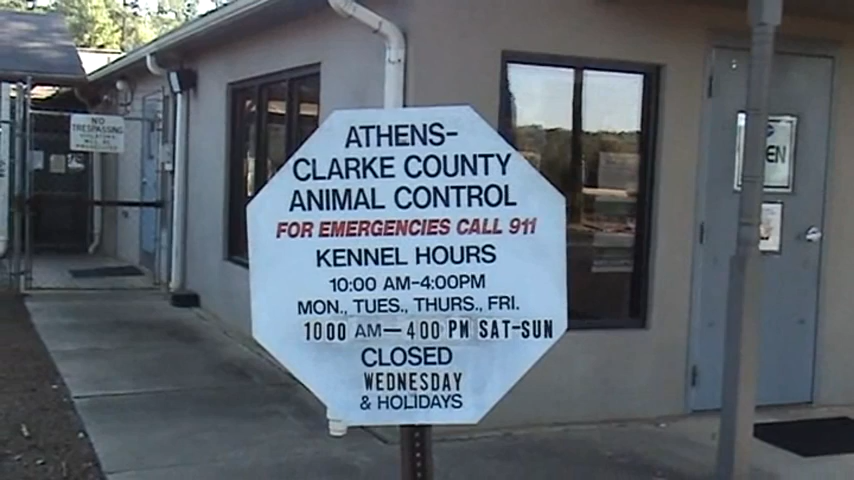 NO
TRESPASSING
ATHENS-
CLARKE COUNTY
ANIMAL CONTROL
FOR EMERGENCIES CALL 911
KENNEL HOURS
10:00 AM-4:00PM
MON., TUES., THURS., FRI.
1000 AM-400 PM SAT-SUN
CLOSED
WEDNESDAY
& HOLIDAYS
EN